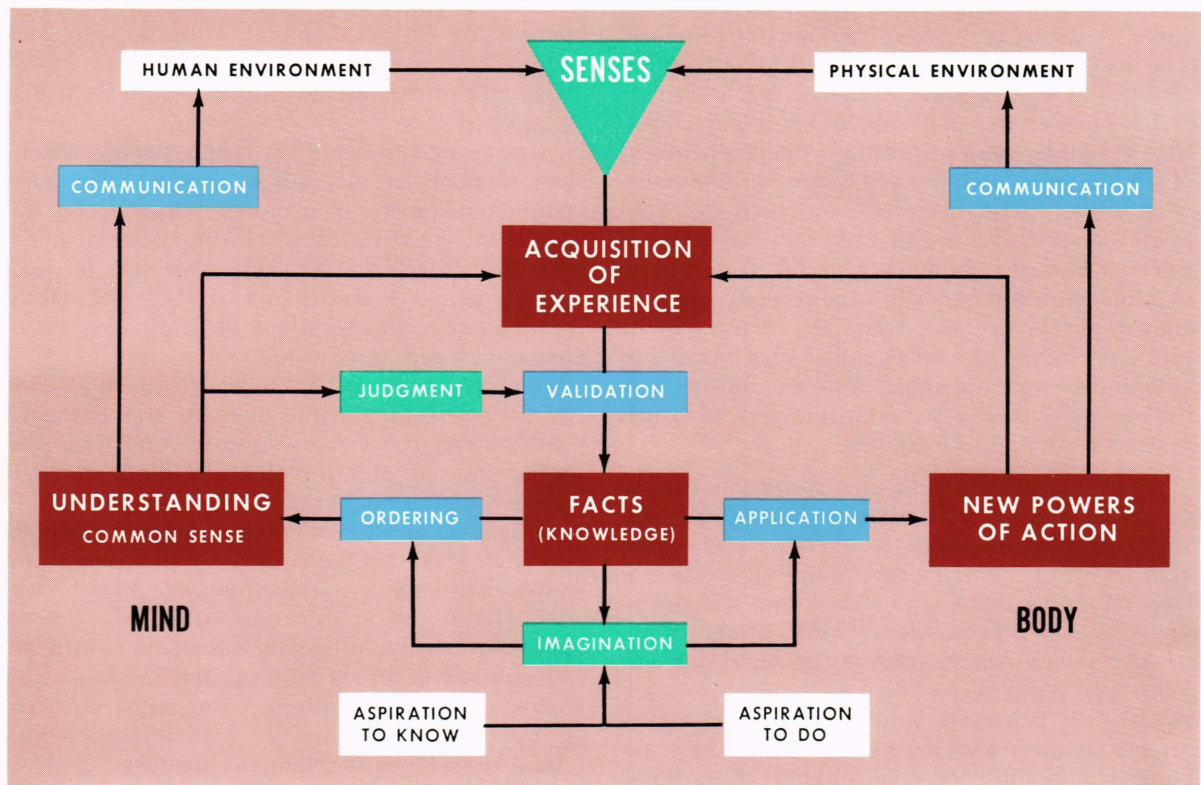 HUMAN ENVIRONMENT
SENSES
PHYSICAL ENVIRONMENT
COMMUNICATION
COMMUNICATION
ACQUISITION
OF
EXPERIENCE
JUDGMENT
VALIDATION
UNDERSTANDING
COMMON SENSE
ORDERING
FACTS
(KNOWLEDGE)
APPLICATION
NEW POWERS
OF ACTION
MIND
BODY
IMAGINATION
ASPIRATION
TO KNOW
ASPIRATION
TO DO